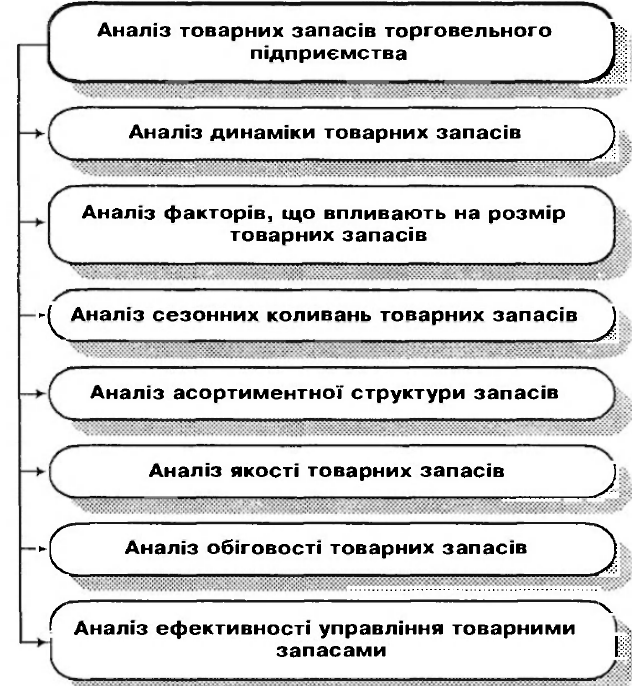 Аналіз товарних запасів торговельного
підприємства
Аналіз динаміки товарних запасів
Аналіз факторів, що впливають на розмір
товарних запасів
Аналіз сезонних коливань товарних запасів
Аналіз асортиментної структури запасів
Аналіз якості товарних запасів
Аналіз обіговості товарних запасів
Аналіз ефективності управління товарними
запасами